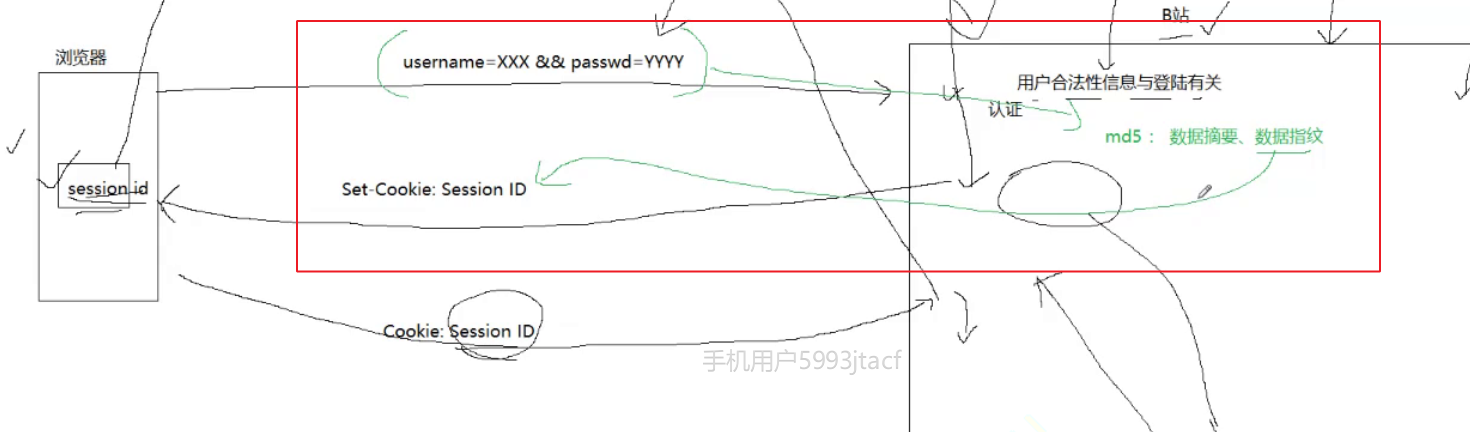 B站
浏览器
username=XXX && passwd=YYYY
用户合法性信息与登陆有关
认证
md5： 数据摘要、数据指纹
session id
Set-Cookie: Session ID
Cookie: Session ID
手机用户5993jtacf